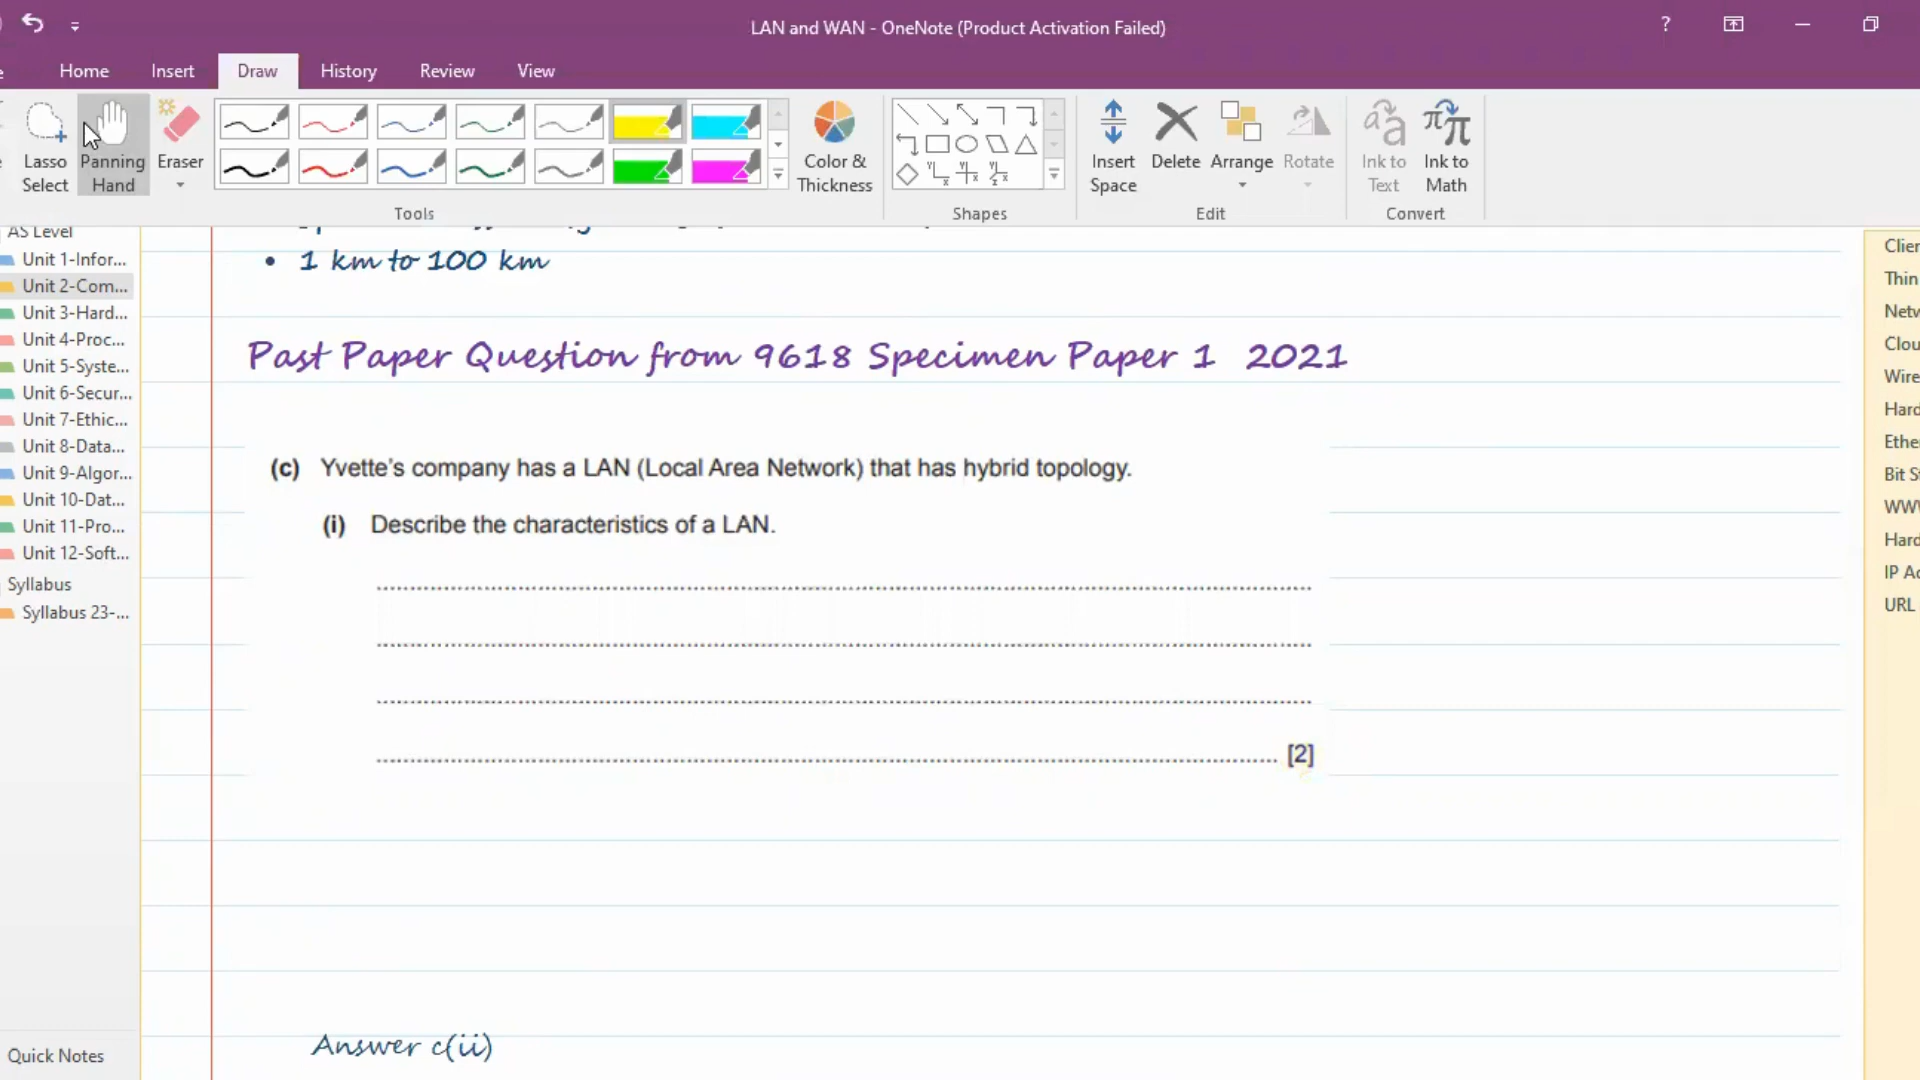 LAN and WAN - OneNote (Product Activation Failed)
?
Home Insert Draw History Review View
Lasso Select
Panning Hand
Eraser
Color & Thickness
Insert Space
Delete
Arrange
Rotate
Ink to Text
Ink to Math
Tools
Shapes
Edit
Convert
AS Level
Unit 1-Infor...
Unit 2-Com...
Unit 3-Hard...
Unit 4-Proc...
Unit 5-Syste...
Unit 6-Secur...
Unit 7-Ethic...
Unit 8-Data...
Unit 9-Algor...
Unit 10-Dat...
Unit 11-Pro...
Unit 12-Soft...
Syllabus
Syllabus 23-...
Quick Notes
• 1 km to 100 km
Past Paper Question from 9618 Specimen Paper 1 2021
(c) Yvette's company has a LAN (Local Area Network) that has hybrid topology.
(i) Describe the characteristics of a LAN.
[2]
Answer c(ii)
Clier
Thin
Netw
Clou
Wire
Hard
Ethe
Bit St
WWW
Hard
IP Ac
URL